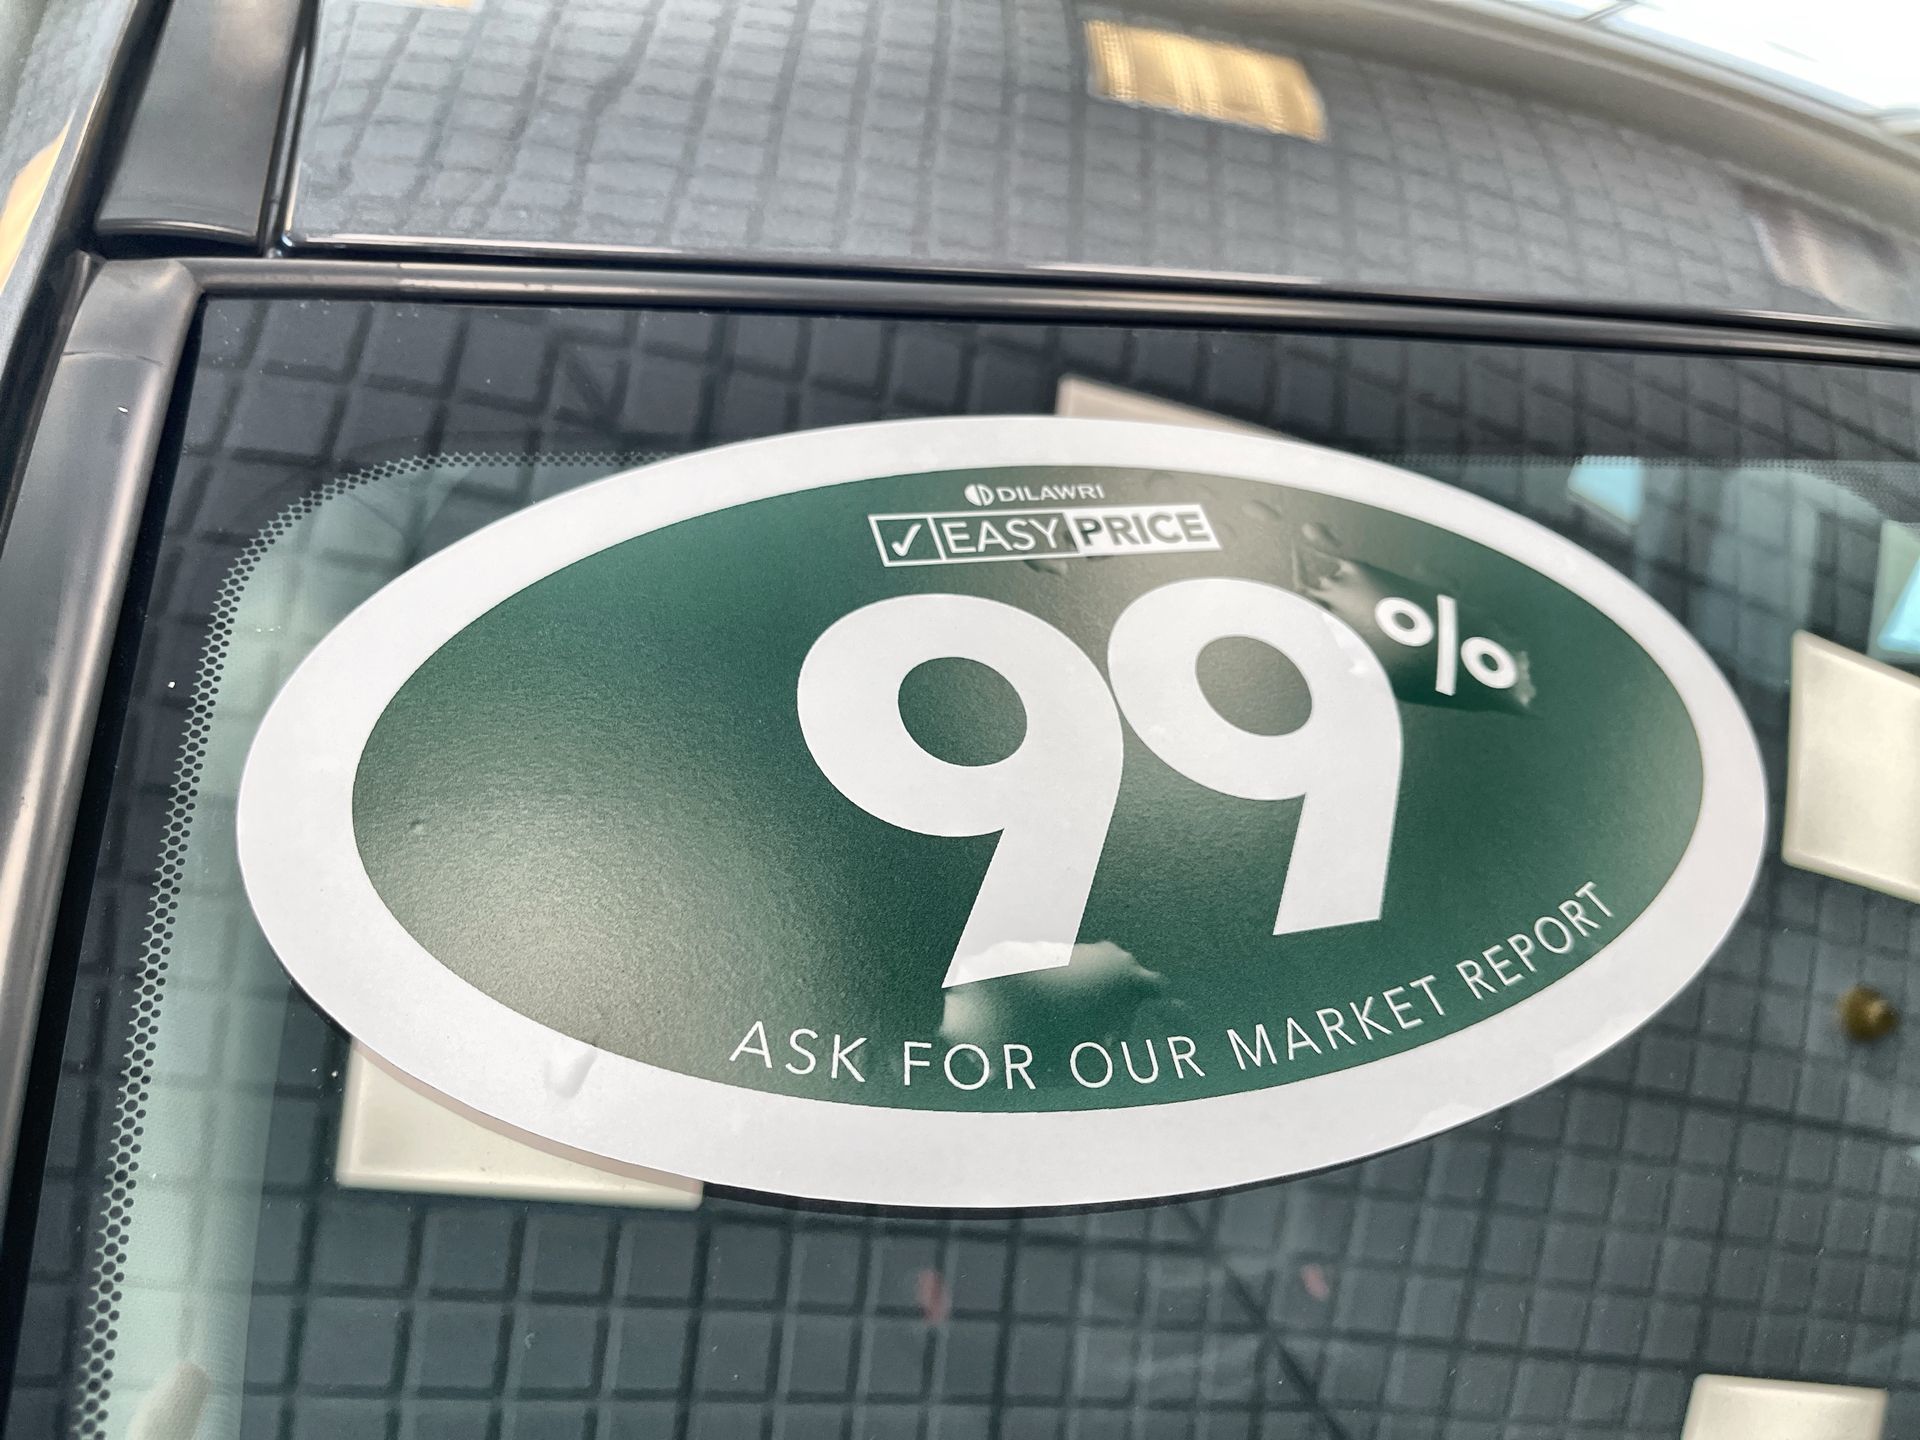 DILAWRI
✓ EASY PRICE
99%
ASK FOR OUR MARKET REPORT